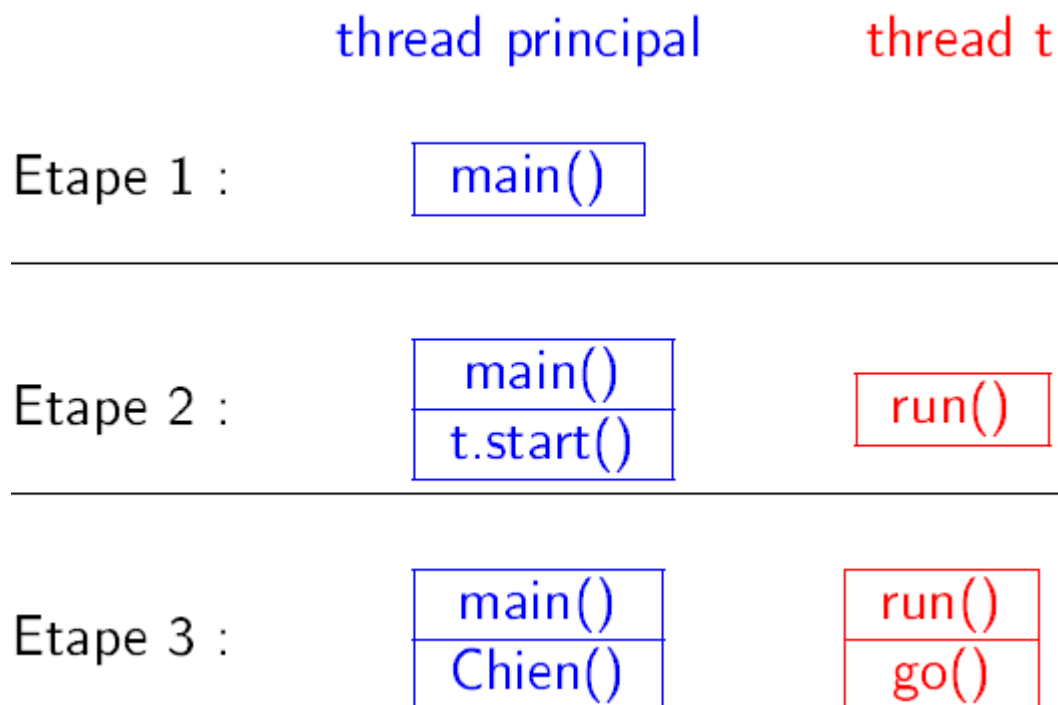 thread principal thread t
Etape 1 : main()
main()
Etape 2 : run()
t.start()
main() run()
Etape 3 :
Chien() go()